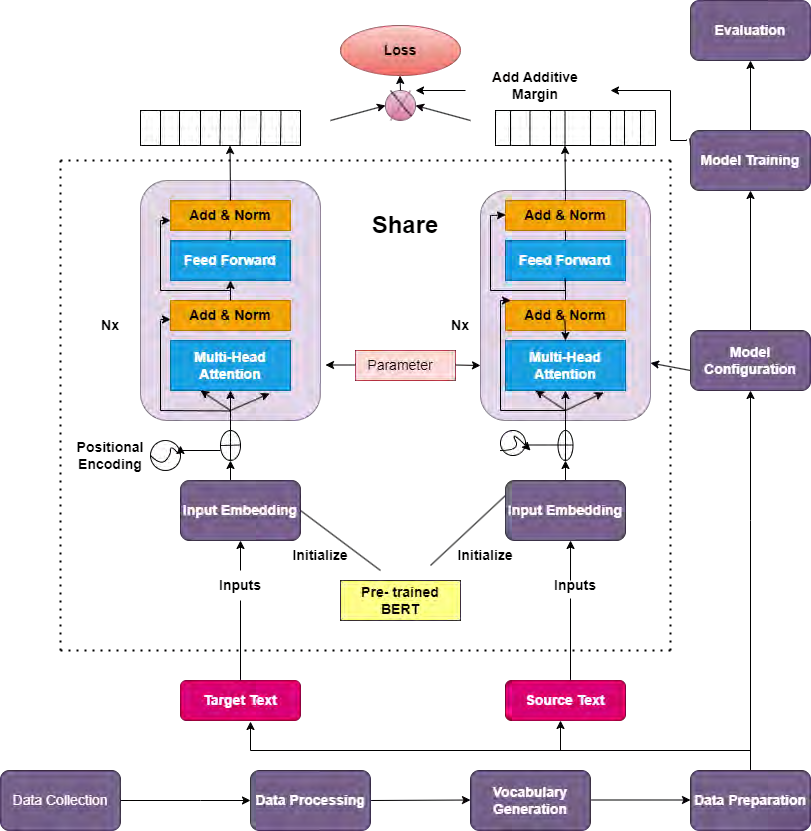 Evaluation
Loss
Add Additive
Margin
Model Training
Share
Add & Norm
Add & Norm
Feed Forward
Feed Forward
Nx
Add & Norm
Nx
Add & Norm
Multi-Head
Attention
Parameter
Multi-Head
Attention
Model
Configuration
Positional
Encoding
Input Embedding
Input Embedding
Initialize
Initialize
Inputs
Inputs
Pre- trained
BERT
Target Text
Source Text
Data Collection
Data Processing
Vocabulary
Generation
Data Preparation